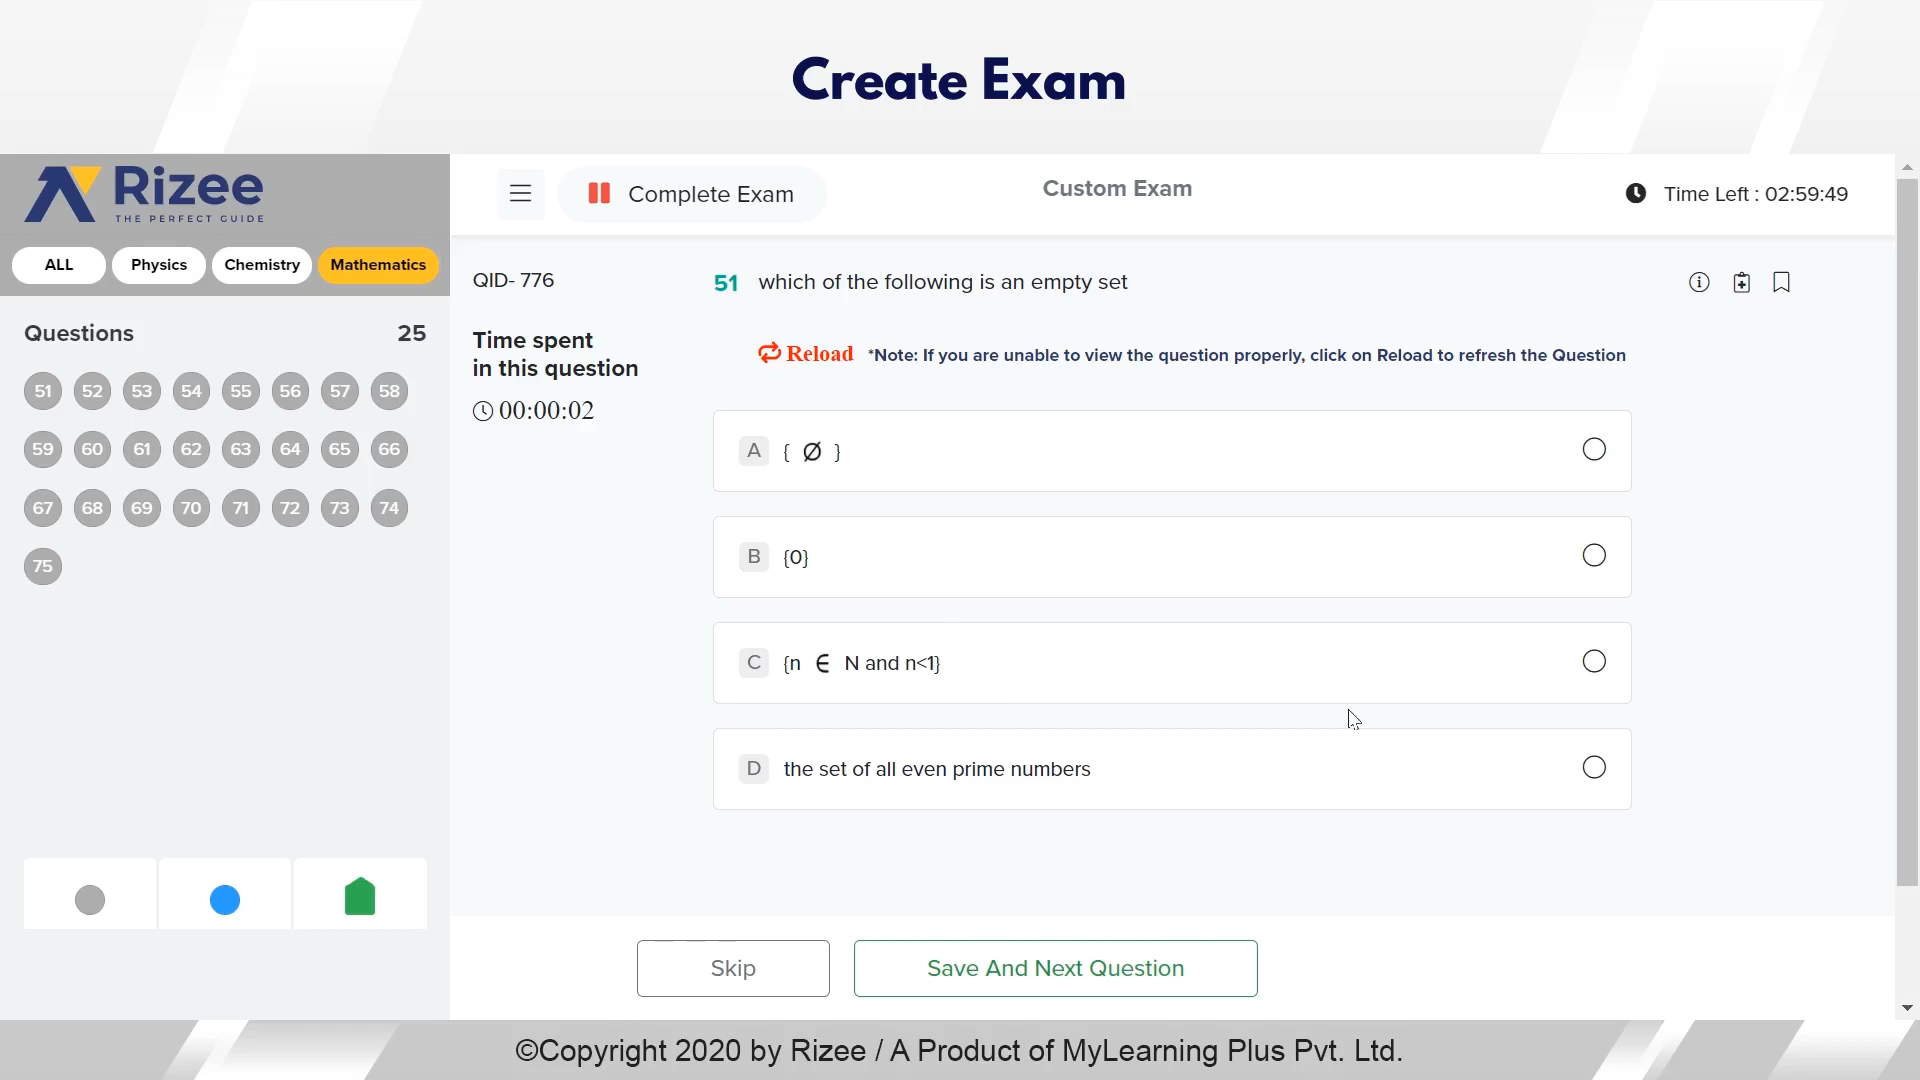 Create Exam
Rizee
THE PERFECT GUIDE
Complete Exam
Custom Exam
Time Left : 02:59:49
ALL
Physics
Chemistry
Mathematics
Questions 25
51 52 53 54 55 56 57 58
59 60 61 62 63 64 65 66
67 68 69 70 71 72 73 74
75
QID- 776
Time spent
in this question
00:00:02
51 which of the following is an empty set
Reload *Note: If you are unable to view the question properly, click on Reload to refresh the Question
A { ∅ }
B {0}
C {n ∈ N and n<1}
D the set of all even prime numbers
Skip
Save And Next Question
©Copyright 2020 by Rizee / A Product of MyLearning Plus Pvt. Ltd.